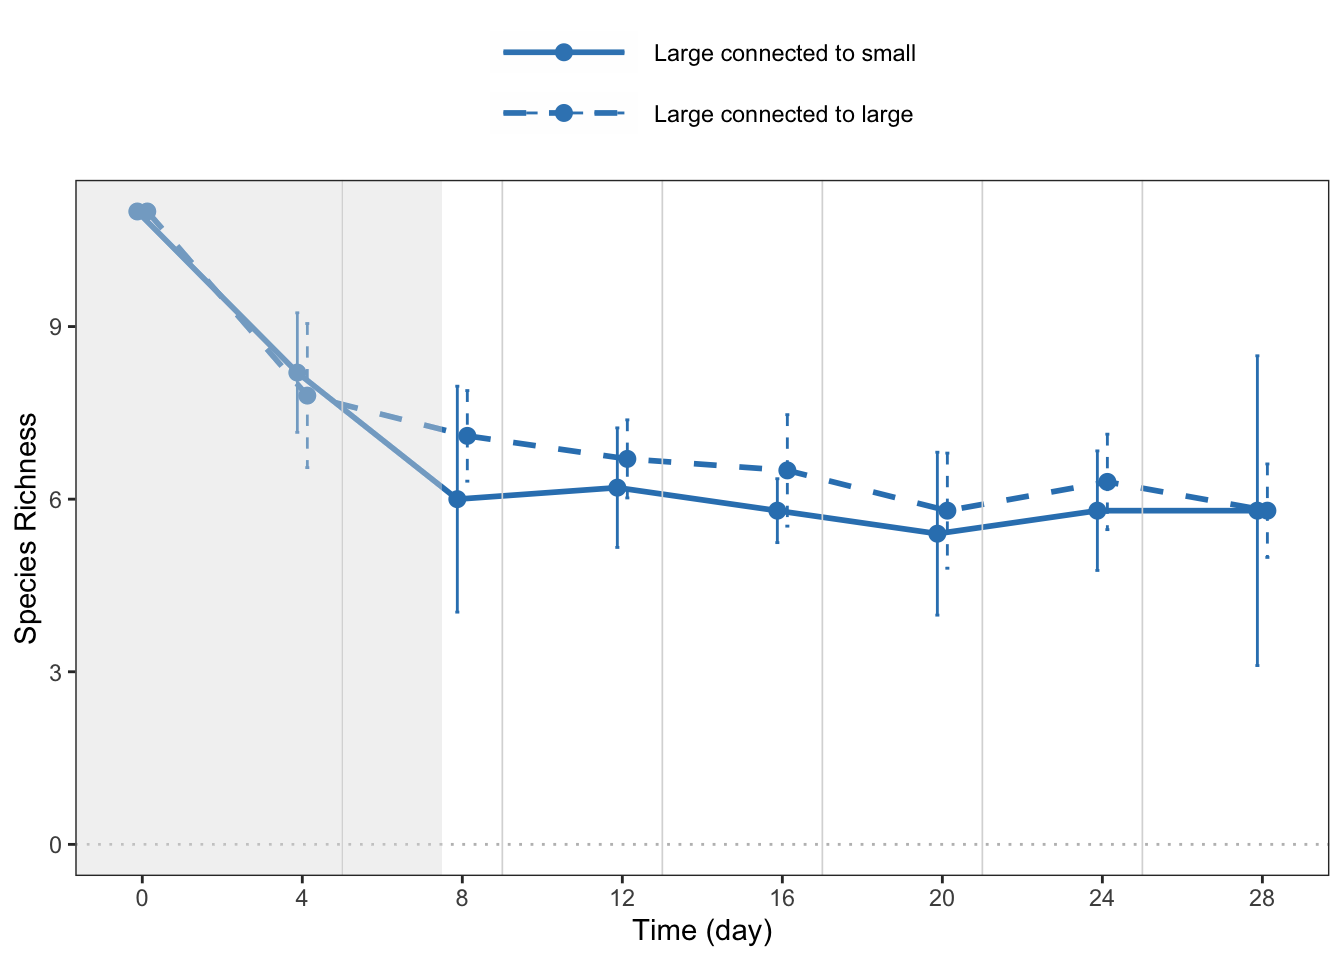 Large connected to small
Large connected to large
Species Richness
9
6
3
0
0 4 8 12 16 20 24 28
Time (day)